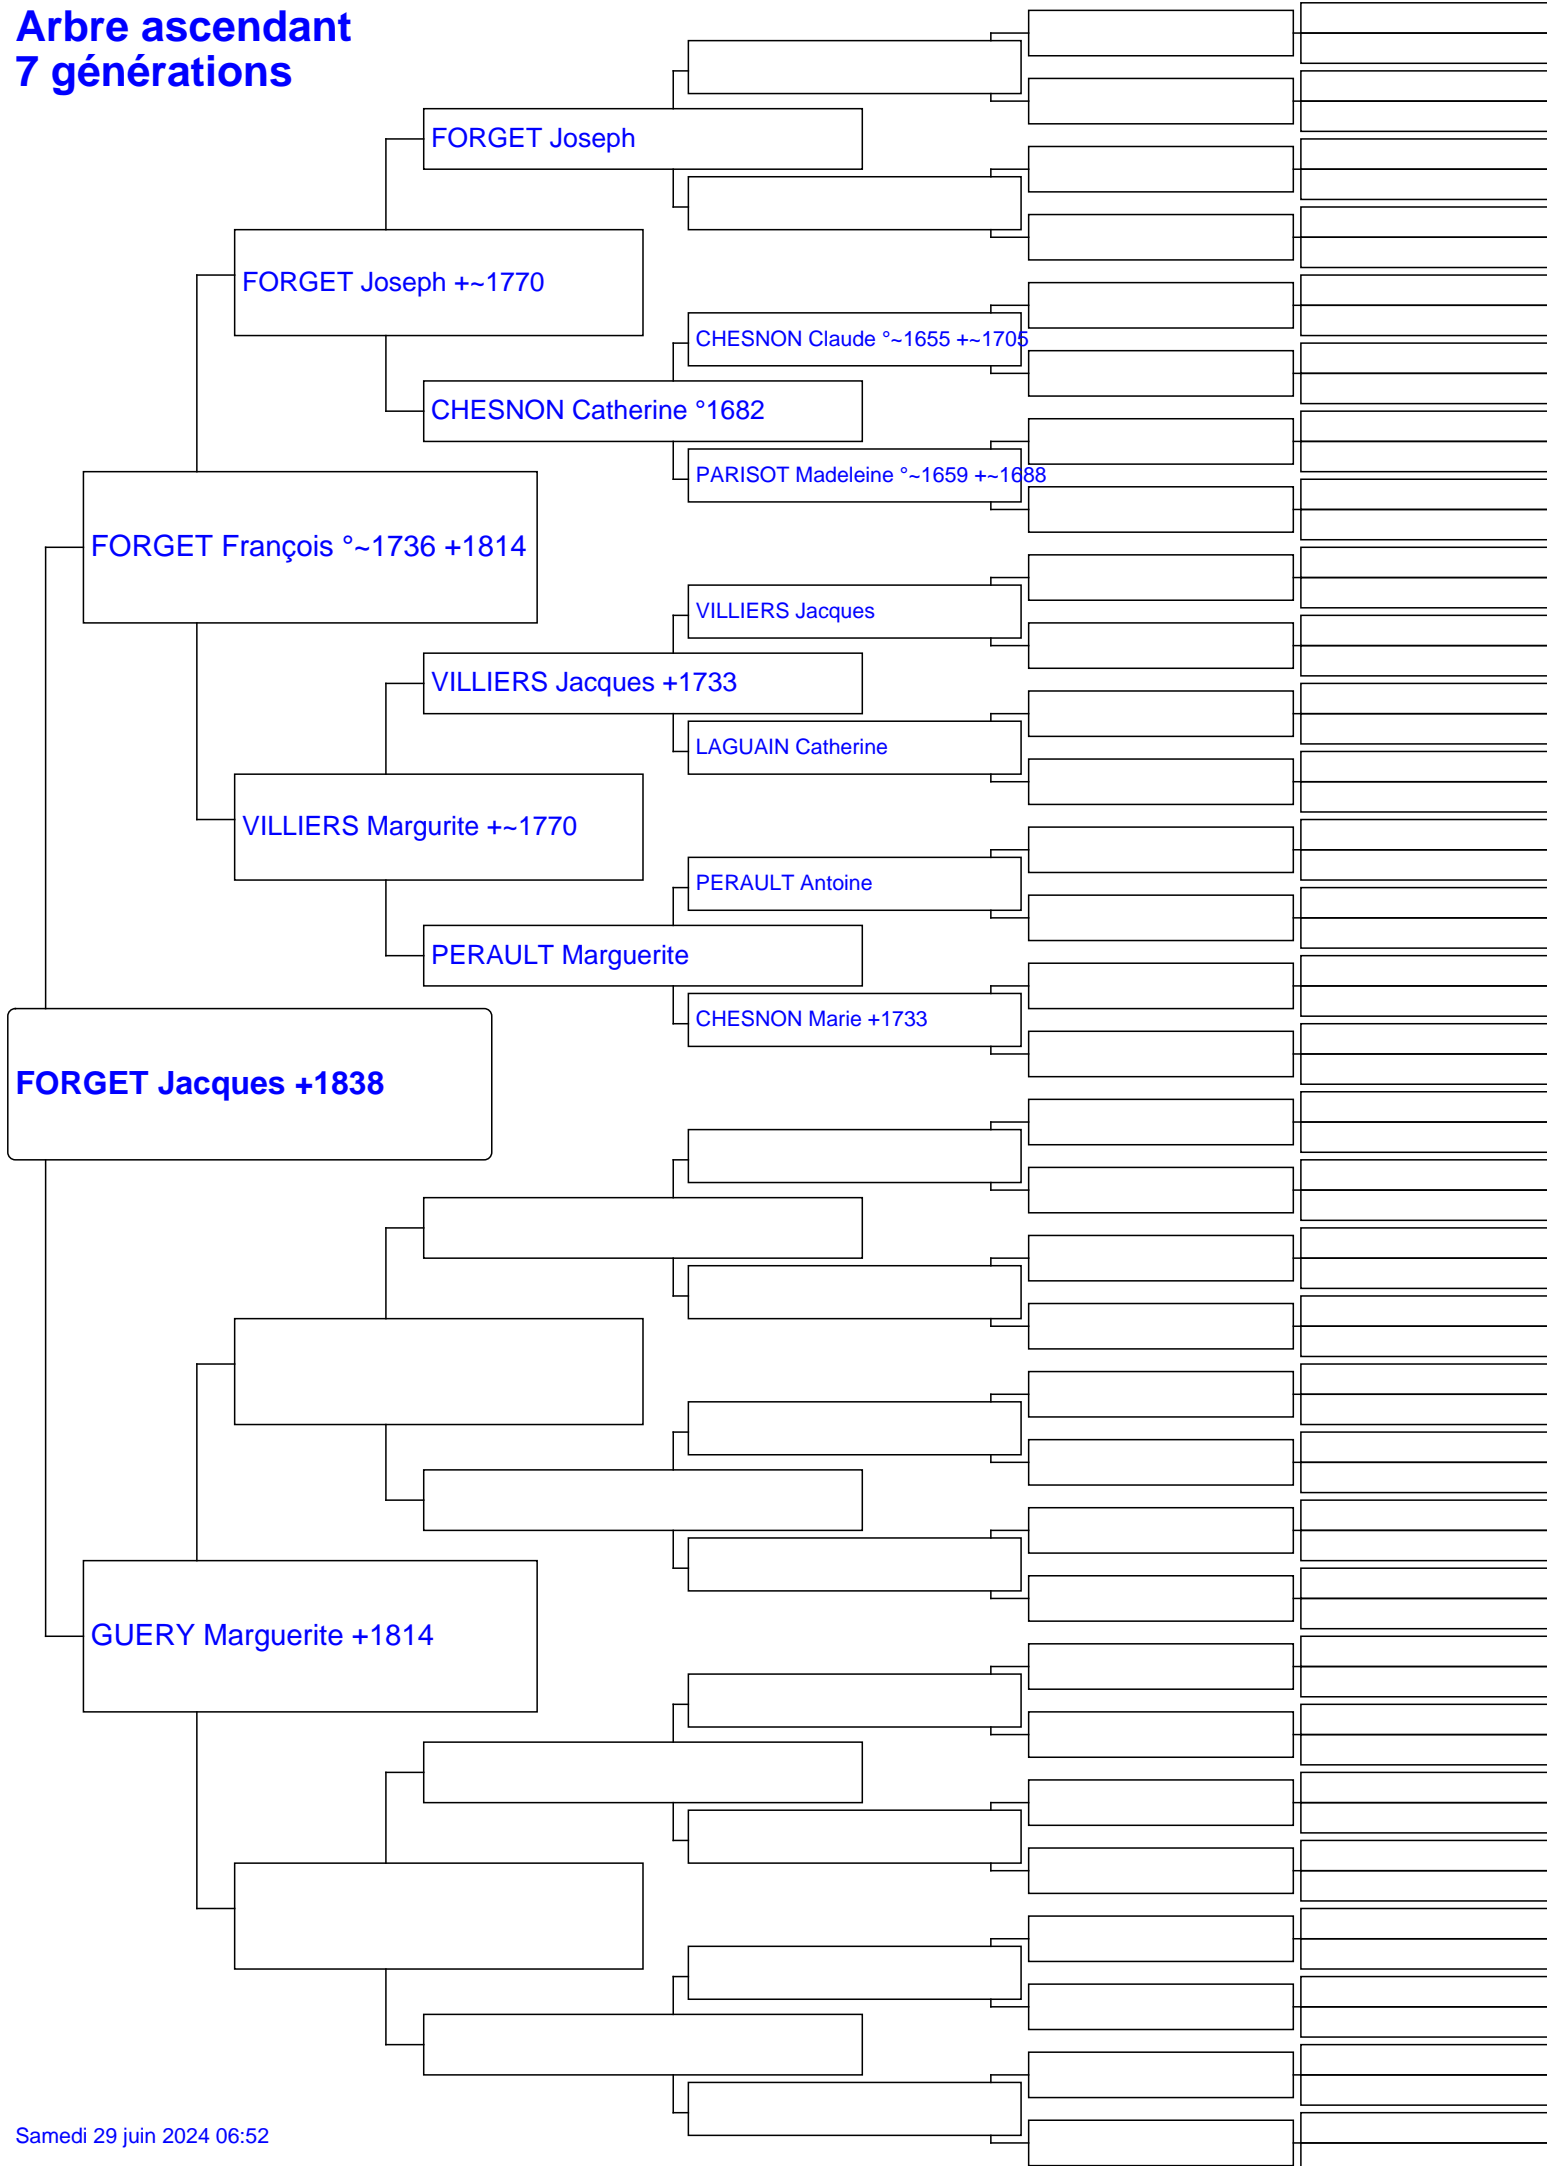 Arbre ascendant
7 générations
FORGET Joseph
FORGET Joseph +~1770
CHESNON Claude °~1655 +~1705
CHESNON Catherine °1682
PARISOT Madeleine °~1659 +~1688
FORGET François °~1736 +1814
VILLIERS Jacques
VILLIERS Jacques +1733
LAGUAIN Catherine
VILLIERS Margurite +~1770
PERAULT Antoine
PERAULT Marguerite
CHESNON Marie +1733
FORGET Jacques +1838
GUERY Marguerite +1814
Samedi 29 juin 2024 06:52